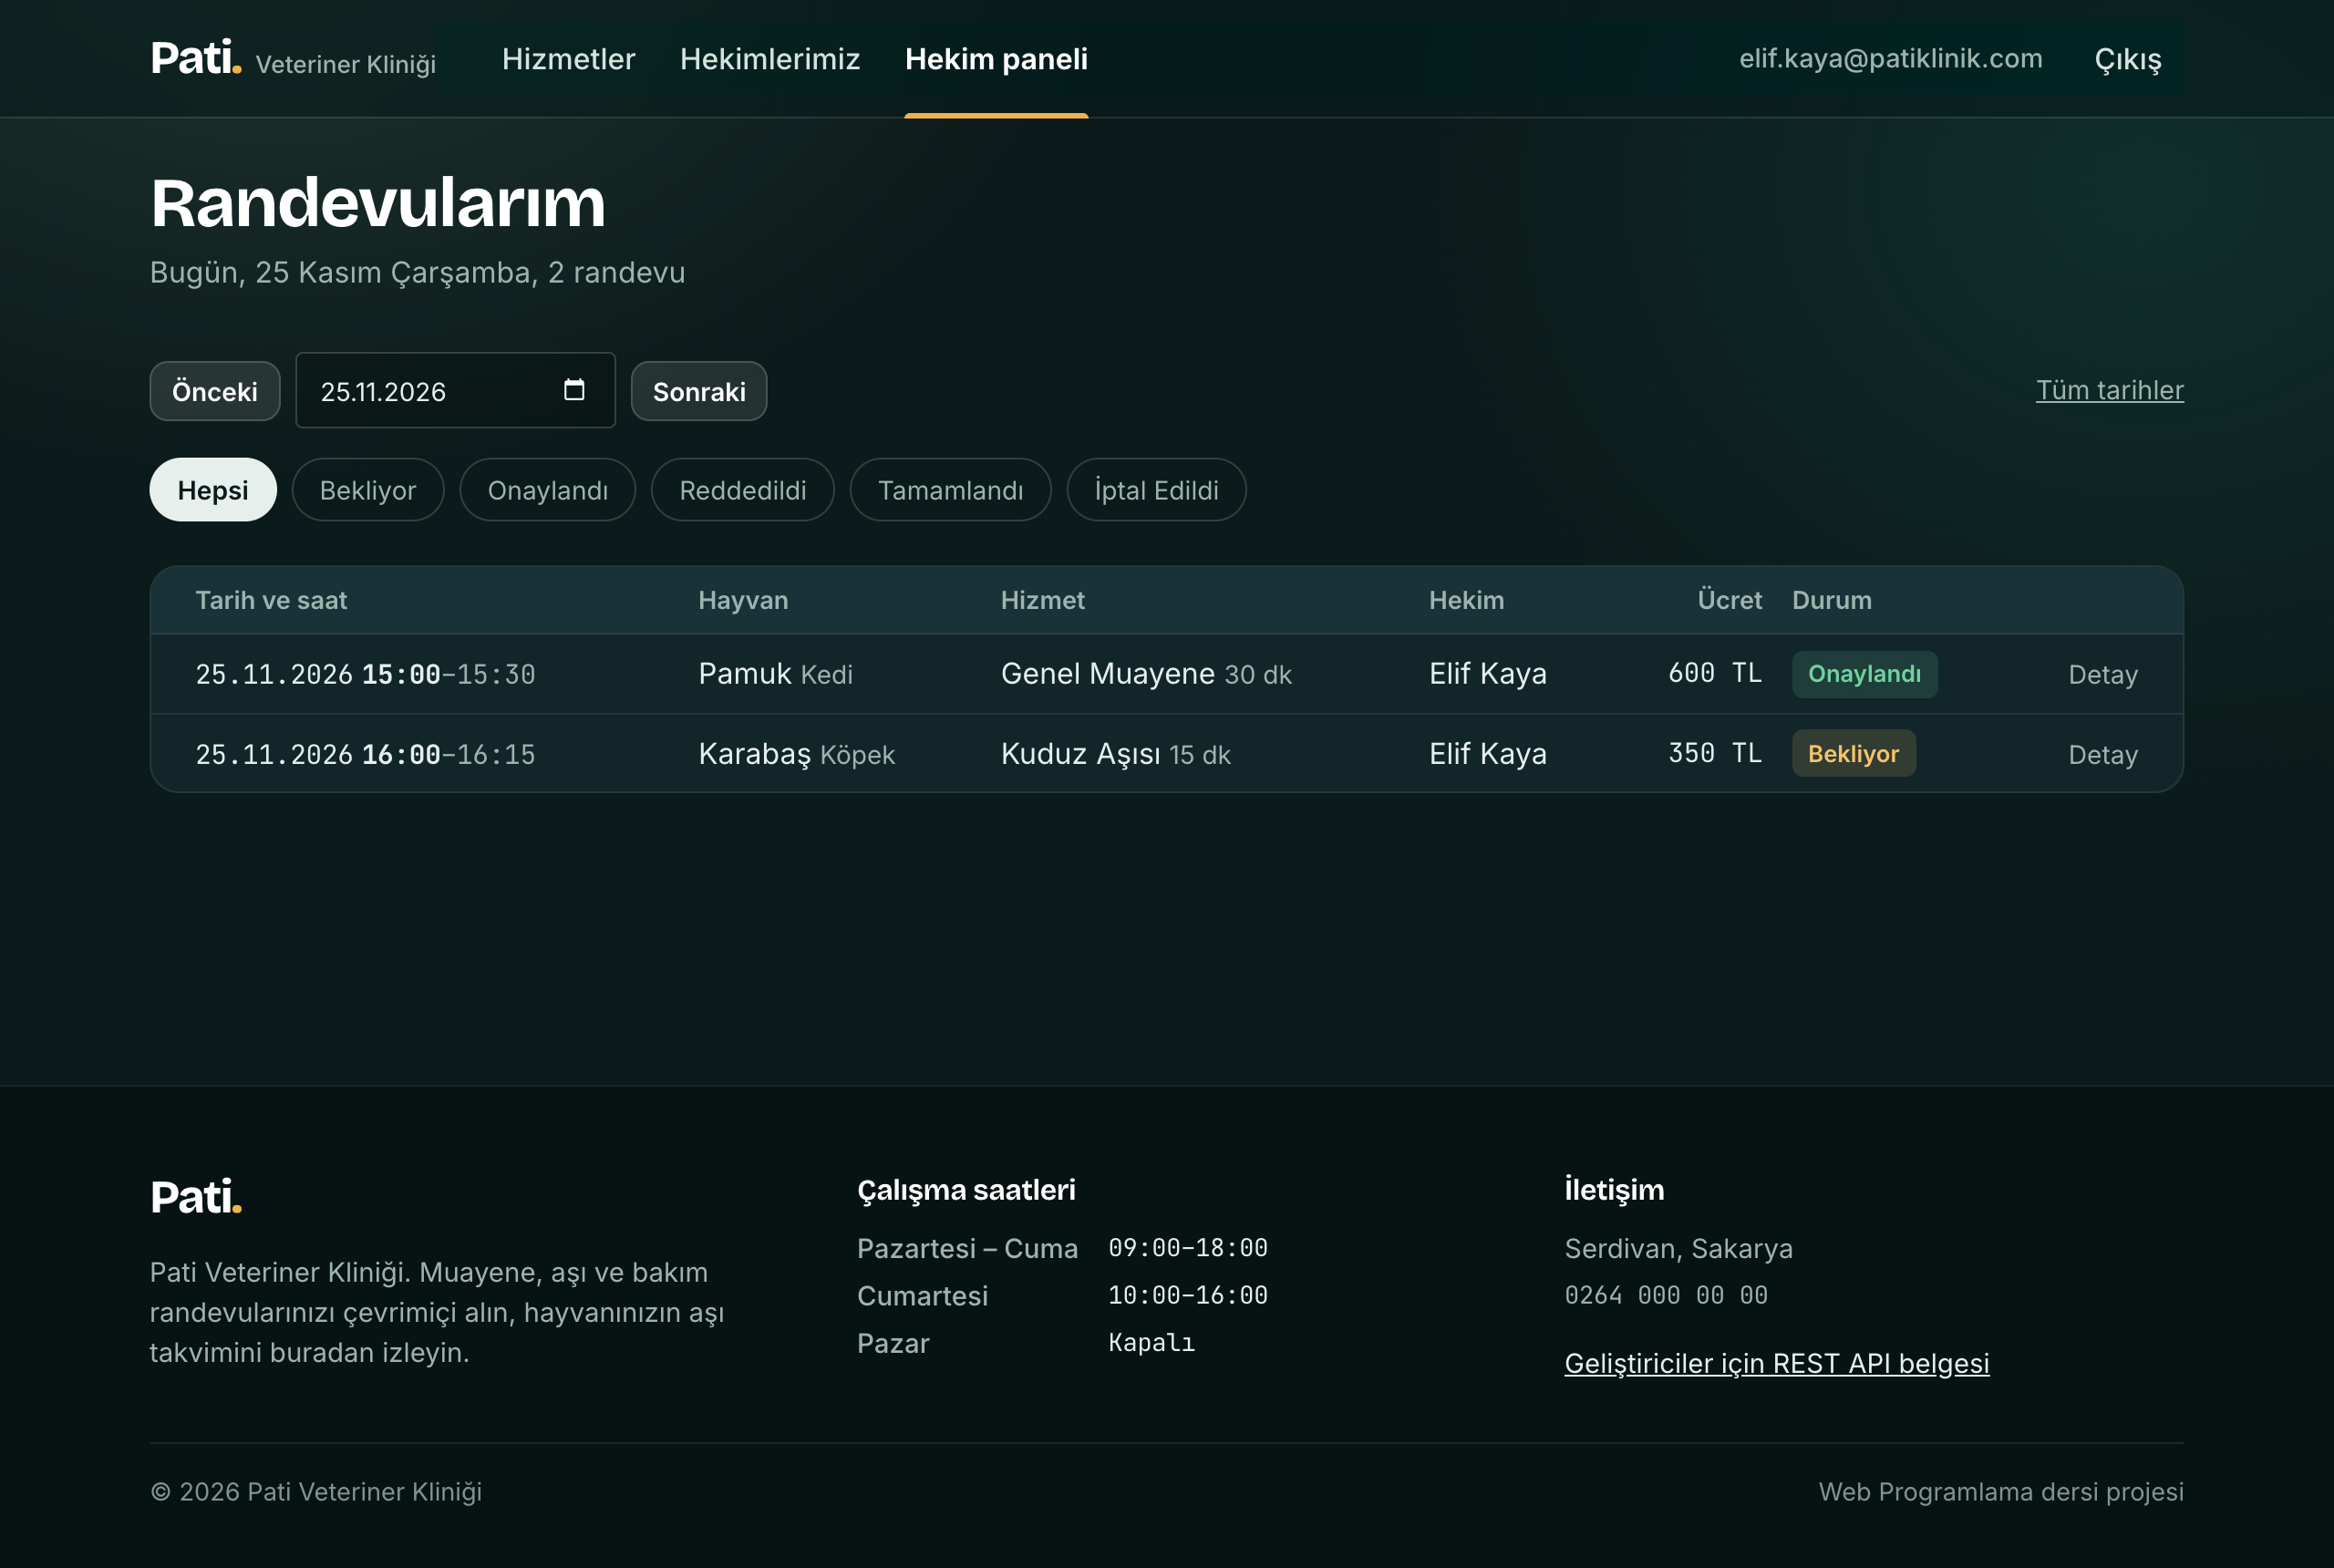 Pati. Veteriner Kliniği Hizmetler Hekimlerimiz Hekim paneli elif.kaya@patiklinik.com Çıkış
Randevularım
Bugün, 25 Kasım Çarşamba, 2 randevu
Önceki 25.11.2026 Sonraki Tüm tarihler
Hepsi Bekliyor Onaylandı Reddedildi Tamamlandı İptal Edildi
Tarih ve saat Hayvan Hizmet Hekim Ücret Durum
25.11.2026 15:00–15:30 Pamuk Kedi Genel Muayene 30 dk Elif Kaya 600 TL Onaylandı Detay
25.11.2026 16:00–16:15 Karabaş Köpek Kuduz Aşısı 15 dk Elif Kaya 350 TL Bekliyor Detay
Pati.
Pati Veteriner Kliniği. Muayene, aşı ve bakım
randevularınızı çevrimiçi alın, hayvanınızın aşı
takvimini buradan izleyin.
Çalışma saatleri
Pazartesi – Cuma 09:00–18:00
Cumartesi 10:00–16:00
Pazar Kapalı
İletişim
Serdivan, Sakarya
0264 000 00 00
Geliştiriciler için REST API belgesi
© 2026 Pati Veteriner Kliniği Web Programlama dersi projesi